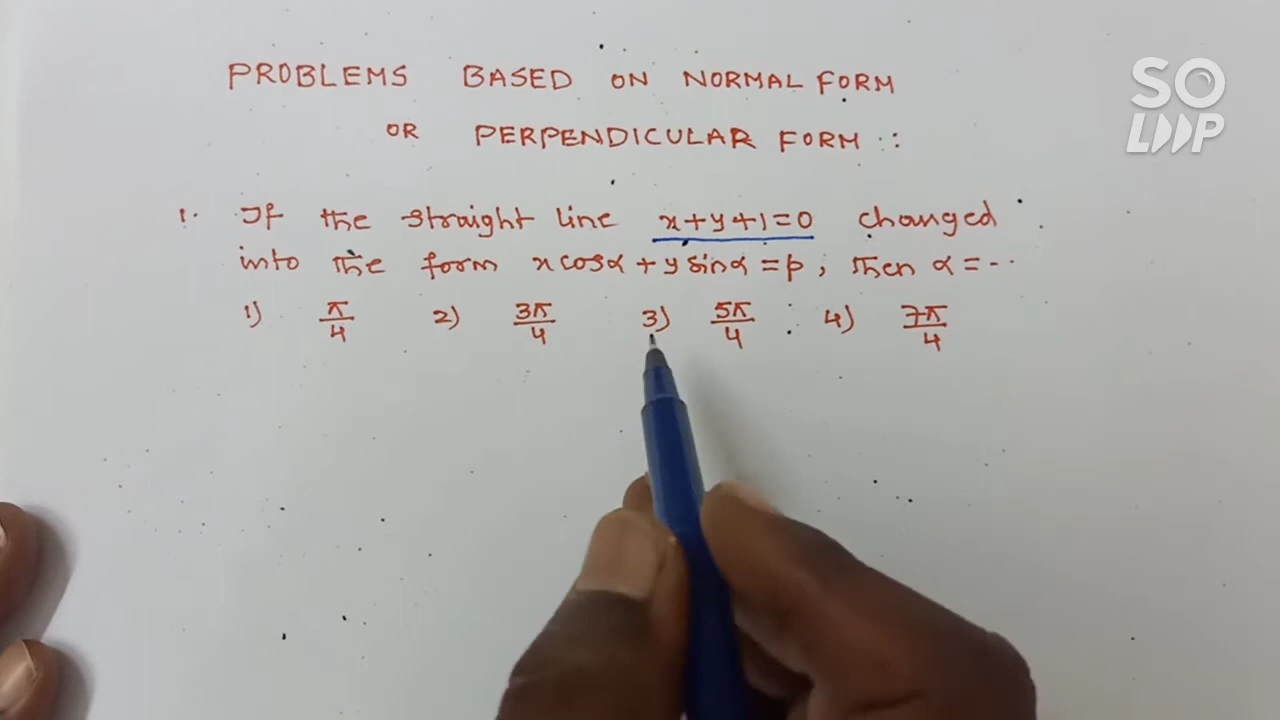 PROBLEMS BASED ON NORMAL FORM
OR PERPENDICULAR FORM :
1. If the straight line x+y+1=0 changed
into the form x cosα + y sinα = p, then α = --
1) π/4 2) 3π/4 3) 5π/4 4) 7π/4
SO
LOOP